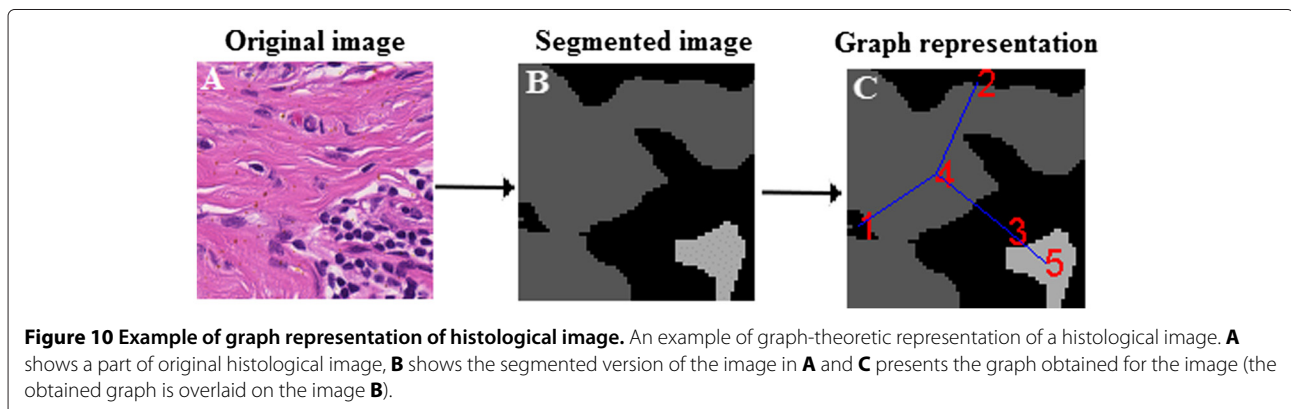 Original image
Segmented image
Graph representation
A
B
C
2
4
1
3
5
Figure 10 Example of graph representation of histological image. An example of graph-theoretic representation of a histological image. A
shows a part of original histological image, B shows the segmented version of the image in A and C presents the graph obtained for the image (the
obtained graph is overlaid on the image B).